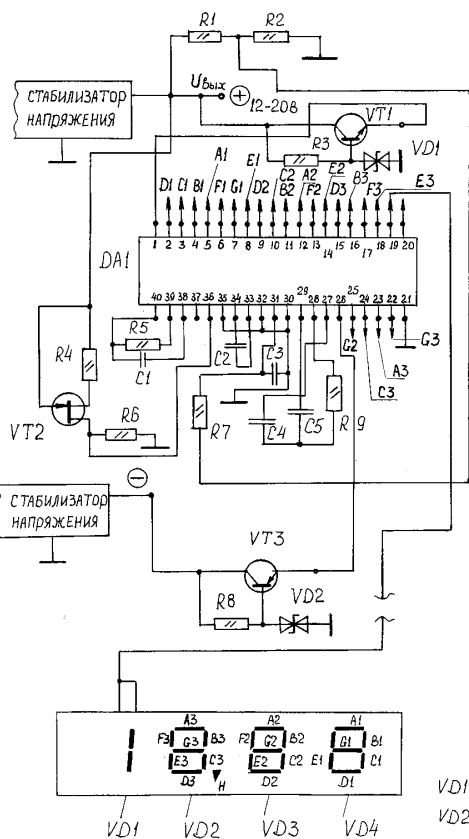 R1 R2
СТАБИЛИЗАТОР
НАПРЯЖЕНИЯ
Uвых + 12-20В
VT1
R3 VD1
D1 C1 B1 A1 F1 G1 E1 D2 C2 B2 A2 F2 E2 D3 B3 F3 E3
1 2 3 4 5 6 7 8 9 10 11 12 13 14 15 16 17 18 19 20
DA1
40 39 38 37 36 35 34 33 32 31 30 29 28 27 26 25 24 23 22 21
R5
C1
C2
C3
G2
C3
A3
G3
R4
VT2
R6
R7
C4
C5
R9
−
СТАБИЛИЗАТОР
НАПРЯЖЕНИЯ
VT3
R8
VD2
A3 A2 A1
F3 G3 B3 F2 G2 B2 G1 B1
E3 C3 E2 C2 E1 C1
D3 H D2 D1
VD1 VD2 VD3 VD4
VD1
VD2